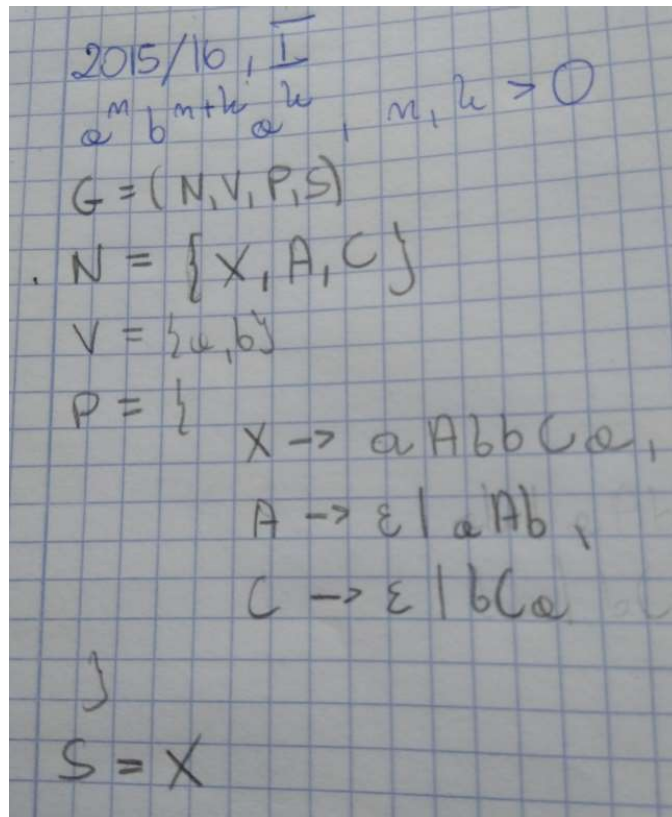 2015/16, I
a^n b^{n+k} a^k, n, k > 0
G = (N, V, P, S)
. N = {X, A, C}
V = {a, b}
P = {
X -> aAbbCa,
A -> ε | aAb,
C -> ε | bCa
}
S = X